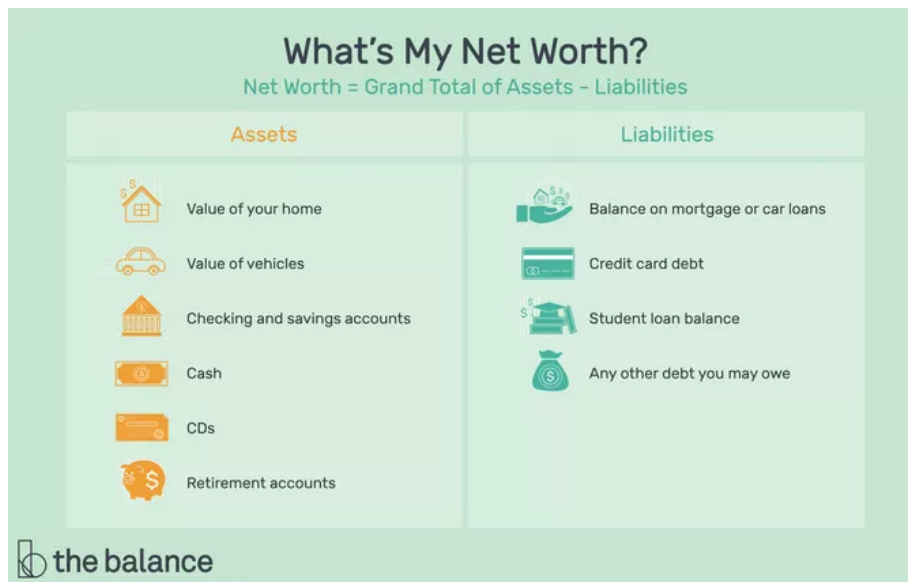 What's My Net Worth?
Net Worth = Grand Total of Assets - Liabilities
Assets
Liabilities
Value of your home
Value of vehicles
Checking and savings accounts
Cash
CDs
Retirement accounts
Balance on mortgage or car loans
Credit card debt
Student loan balance
Any other debt you may owe
the balance